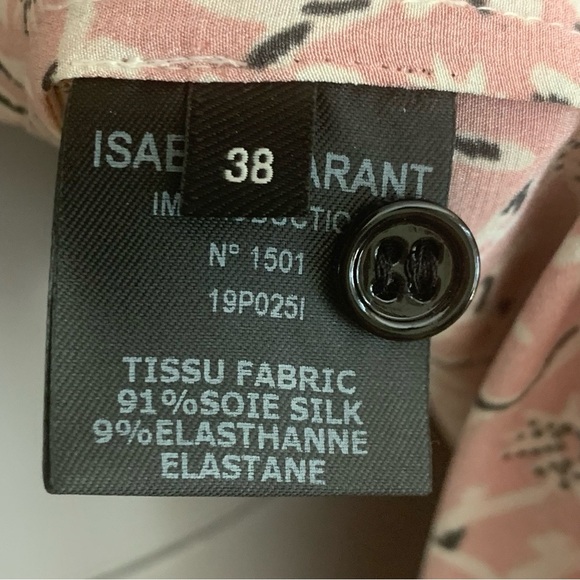 38
N° 1501
19P025I
TISSU FABRIC
91%SOIE SILK
9%ELASTHANNE
ELASTANE